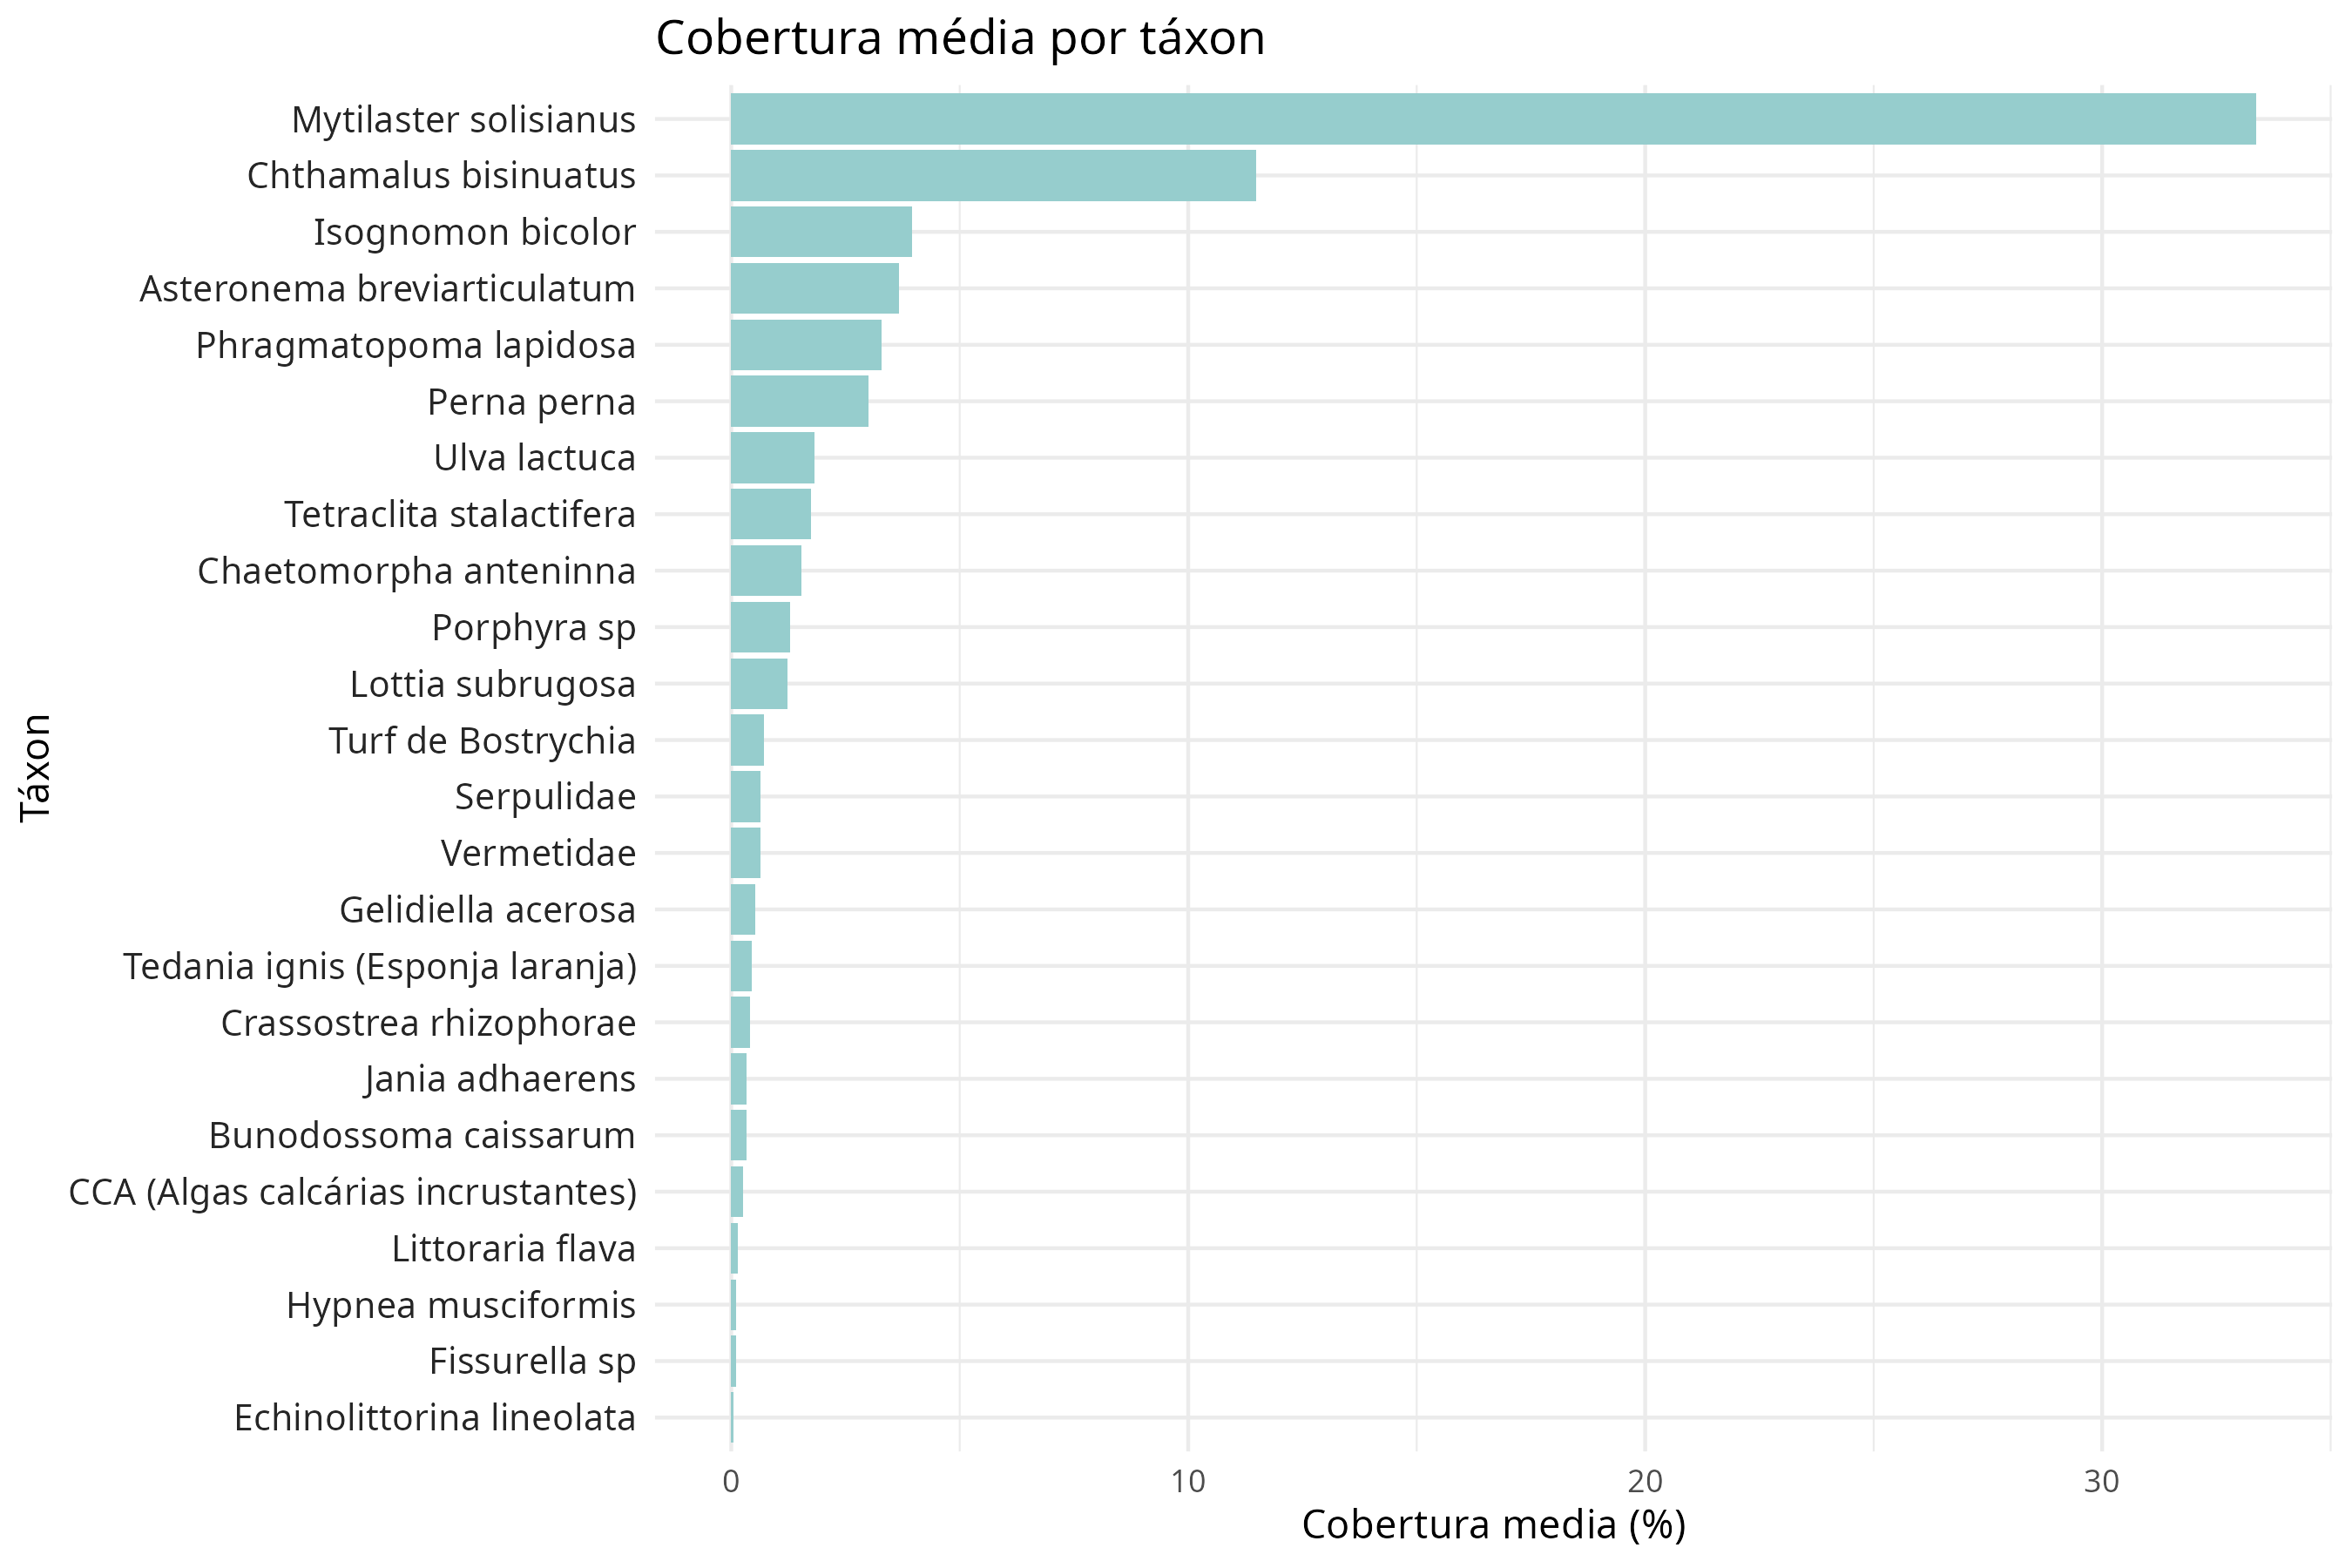 Cobertura média por táxon
Mytilaster solisianus
Chthamalus bisinuatus
Isognomon bicolor
Asteronema breviarticulatum
Phragmatopoma lapidosa
Perna perna
Ulva lactuca
Tetraclita stalactifera
Chaetomorpha anteninna
Porphyra sp
Lottia subrugosa
Turf de Bostrychia
Serpulidae
Vermetidae
Gelidiella acerosa
Tedania ignis (Esponja laranja)
Crassostrea rhizophorae
Jania adhaerens
Bunodossoma caissarum
CCA (Algas calcárias incrustantes)
Littoraria flava
Hypnea musciformis
Fissurella sp
Echinolittorina lineolata
Táxon
0 10 20 30
Cobertura media (%)